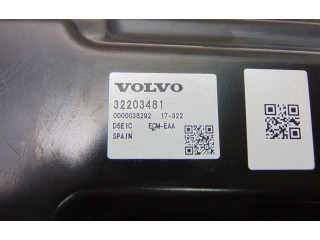 VOLVO
32203481
0000038292 17-322
D5E1C ECM-EAA
SPAIN